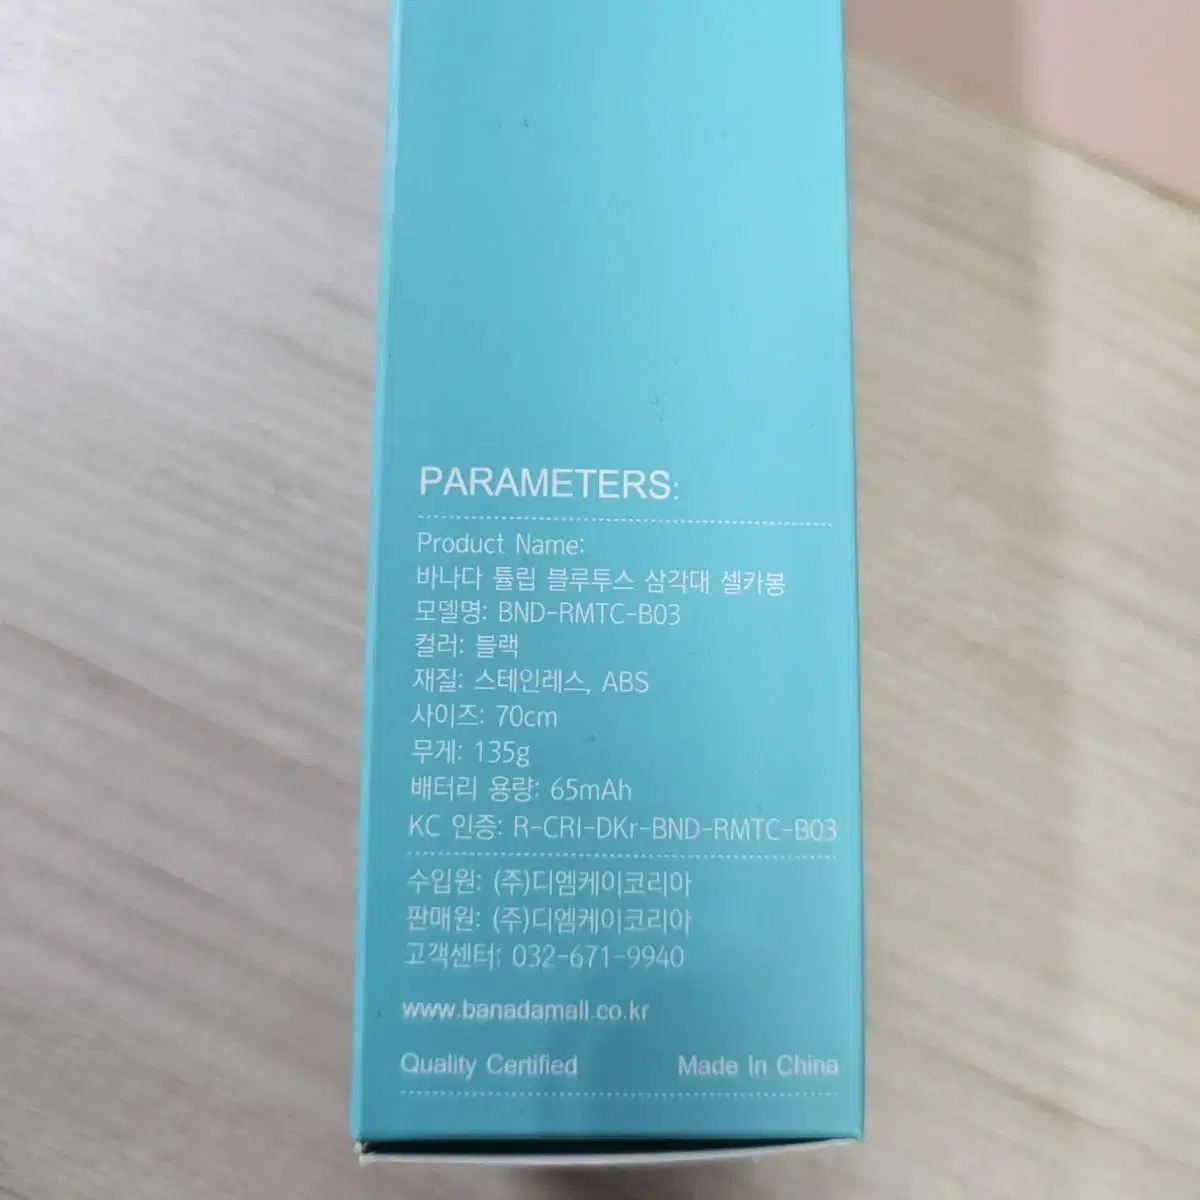 PARAMETERS:
Product Name:
바나다 튤립 블루투스 삼각대 셀카봉
모델명: BND-RMTC-B03
컬러: 블랙
재질: 스테인레스, ABS
사이즈: 70cm
무게: 135g
배터리 용량: 65mAh
KC 인증: R-CRI-DKr-BND-RMTC-B03
수입원: (주)디엠케이코리아
판매원: (주)디엠케이코리아
고객센터: 032-671-9940
www.banadamall.co.kr
Quality Certified Made In China